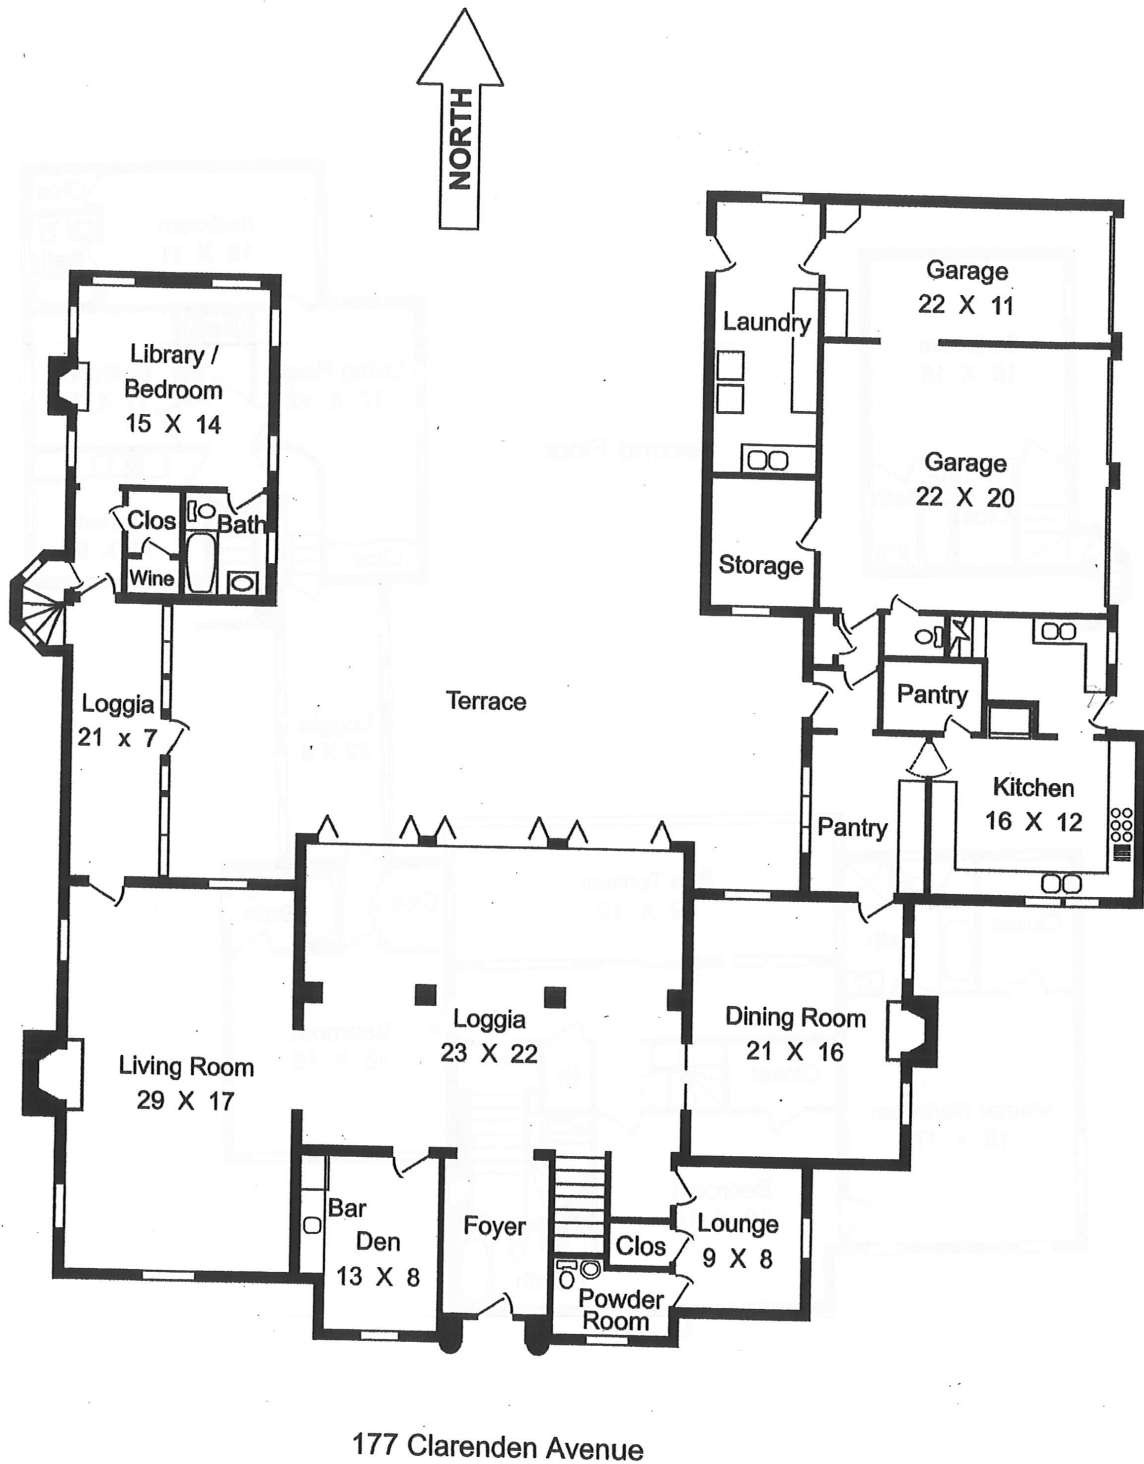 NORTH
Garage
22 X 11
Laundry
Library /
Bedroom
15 X 14
Garage
22 X 20
Clos
Bath
Wine
Storage
Loggia
21 x 7
Terrace
Pantry
Kitchen
16 X 12
Pantry
Loggia
23 X 22
Dining Room
21 X 16
Living Room
29 X 17
Bar
Den
13 X 8
Foyer
Lounge
9 X 8
Clos
Powder
Room
177 Clarenden Avenue